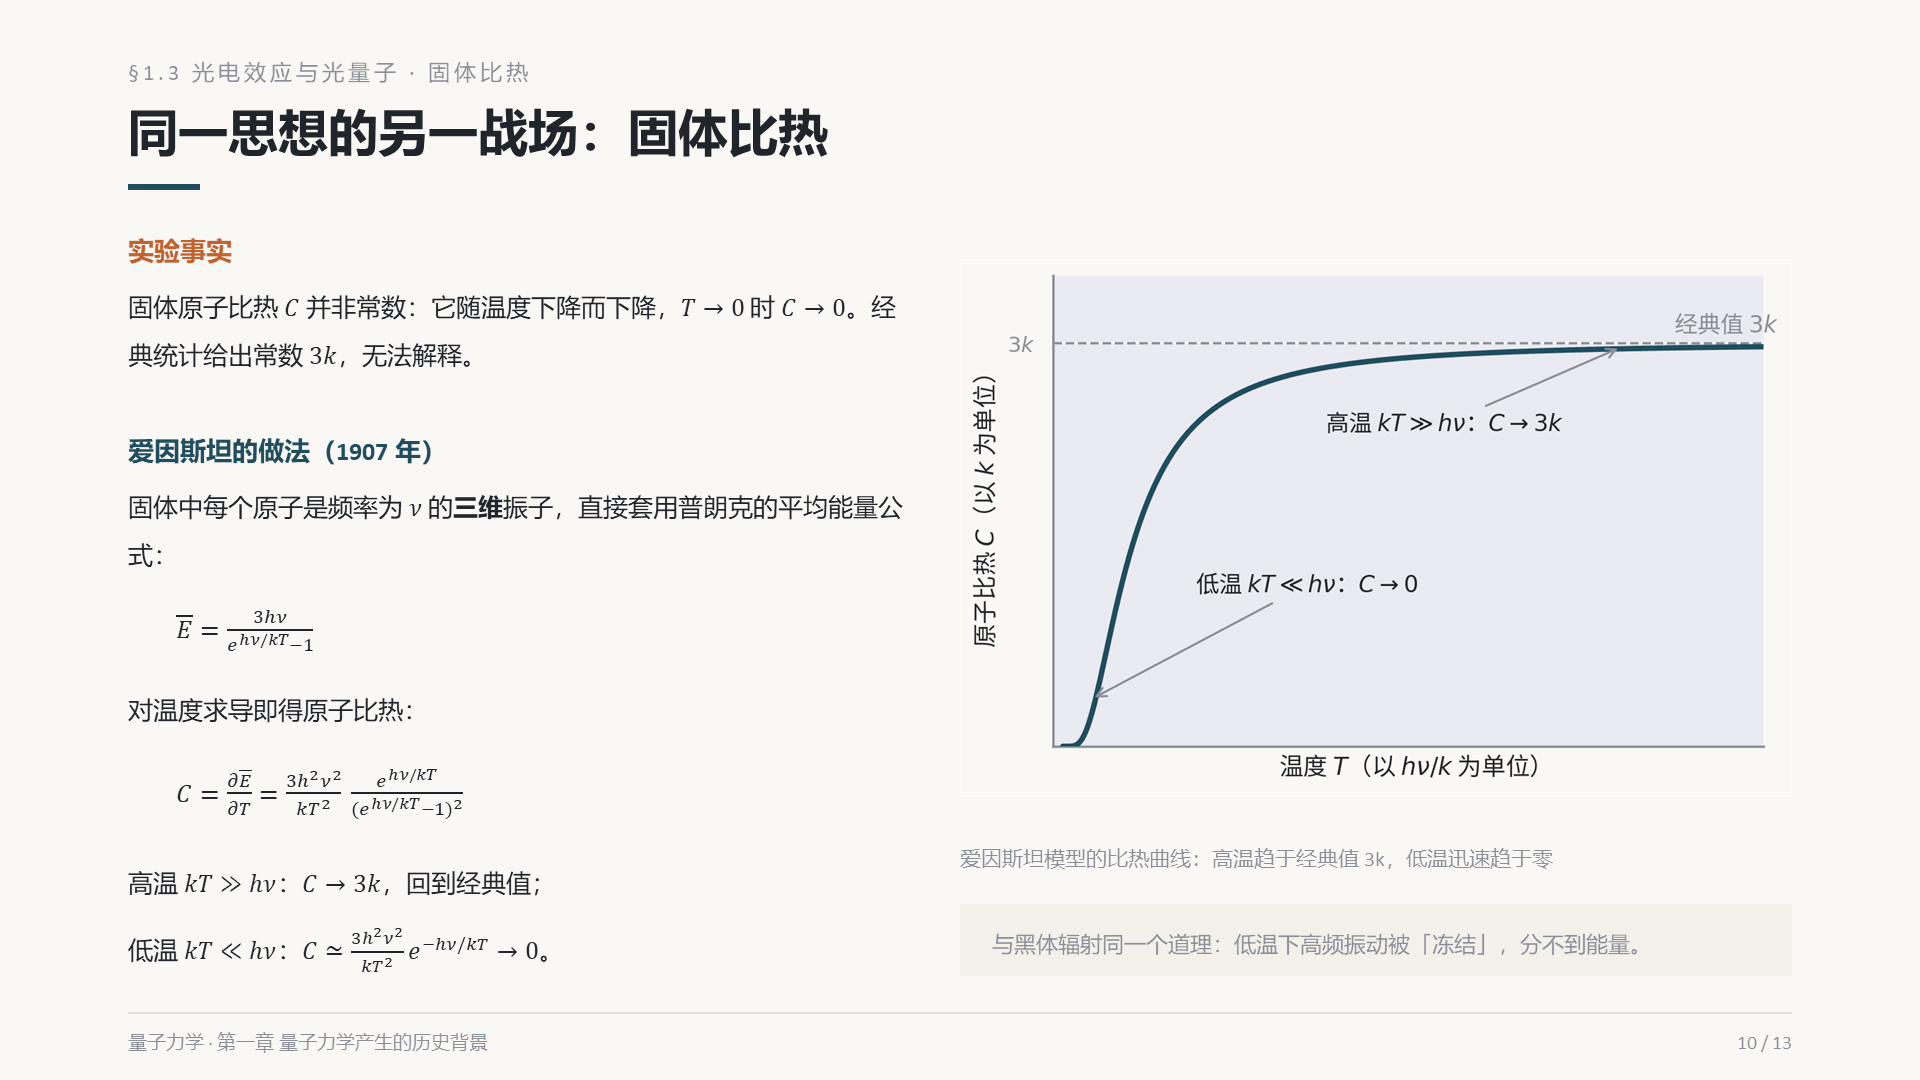 §1.3 光电效应与光量子 · 固体比热
同一思想的另一战场：固体比热
实验事实
固体原子比热 C 并非常数：它随温度下降而下降，T → 0 时 C → 0。经
典统计给出常数 3k，无法解释。
爱因斯坦的做法（1907 年）
固体中每个原子是频率为 ν 的三维振子，直接套用普朗克的平均能量公
式：
E̅ = 3hν / (e^{hν/kT}−1)
对温度求导即得原子比热：
C = ∂E̅/∂T = 3h²ν²/kT² e^{hν/kT}/(e^{hν/kT}−1)²
高温 kT ≫ hν：C → 3k，回到经典值；
低温 kT ≪ hν：C ≃ 3h²ν²/kT² e^{−hν/kT} → 0。
经典值 3k
3k
高温 kT ≫ hν：C → 3k
低温 kT ≪ hν：C → 0
原子比热 C（以 k 为单位）
温度 T（以 hν/k 为单位）
爱因斯坦模型的比热曲线：高温趋于经典值 3k，低温迅速趋于零
与黑体辐射同一个道理：低温下高频振动被「冻结」，分不到能量。
量子力学 · 第一章 量子力学产生的历史背景
10 / 13